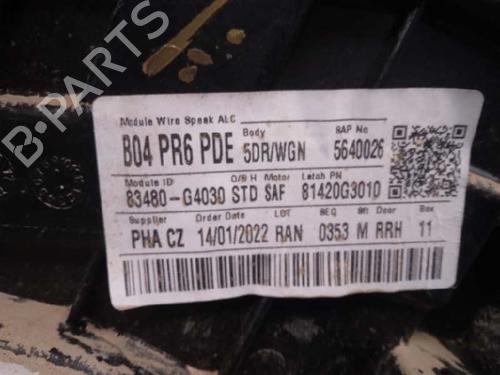 Module Wire Speak ALC Body SAP No
B04 PR6 PDE 5DR/WGN 5640026
Module ID O/S H Motor Latch PN
83480-G4030 STD SAF 81420G3010
Supplier Order Date LOT SEQ Sft Door Box
PHA CZ 14/01/2022 RAN 0353 M RRH 11
B-PARTS